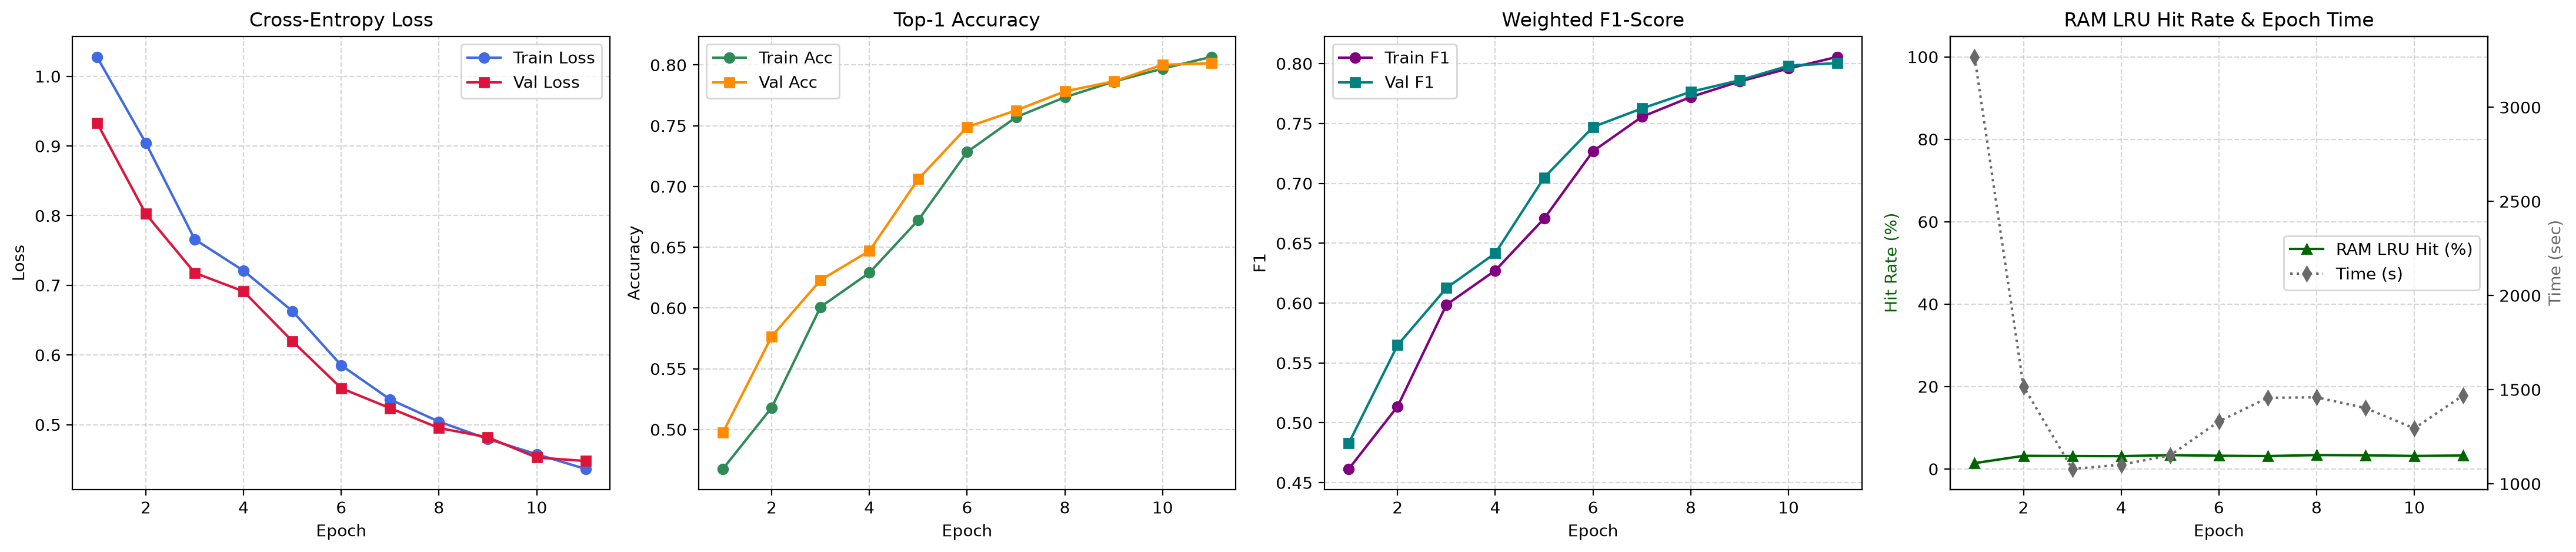 Cross-Entropy Loss
Train Loss
Val Loss
1.0
0.9
0.8
0.7
0.6
0.5
Loss
2 4 6 8 10
Epoch
Top-1 Accuracy
Train Acc
Val Acc
0.80
0.75
0.70
0.65
0.60
0.55
0.50
Accuracy
2 4 6 8 10
Epoch
Weighted F1-Score
Train F1
Val F1
0.80
0.75
0.70
0.65
0.60
0.55
0.50
0.45
F1
2 4 6 8 10
Epoch
RAM LRU Hit Rate & Epoch Time
RAM LRU Hit (%)
Time (s)
100
80
60
40
20
0
Hit Rate (%)
3000
2500
2000
1500
1000
Time (sec)
2 4 6 8 10
Epoch